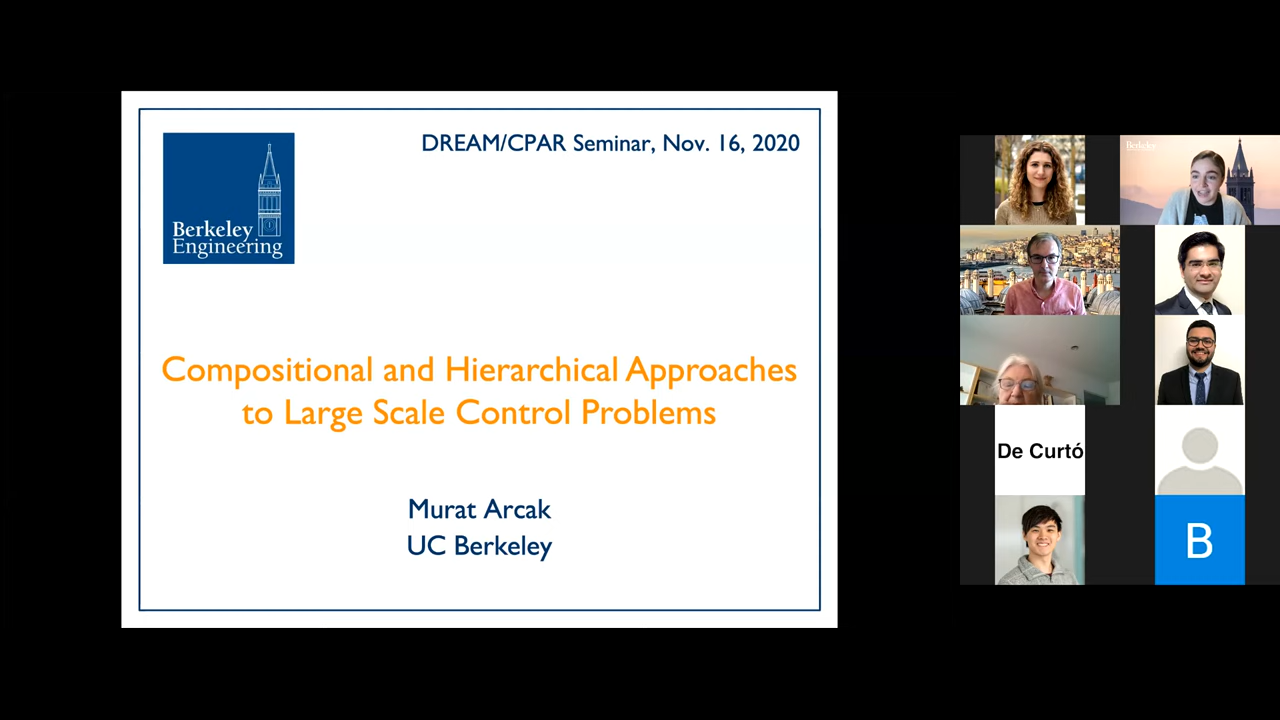 DREAM/CPAR Seminar, Nov. 16, 2020
Berkeley
Engineering
Compositional and Hierarchical Approaches
to Large Scale Control Problems
Murat Arcak
UC Berkeley
Berkeley
De Curtó
B